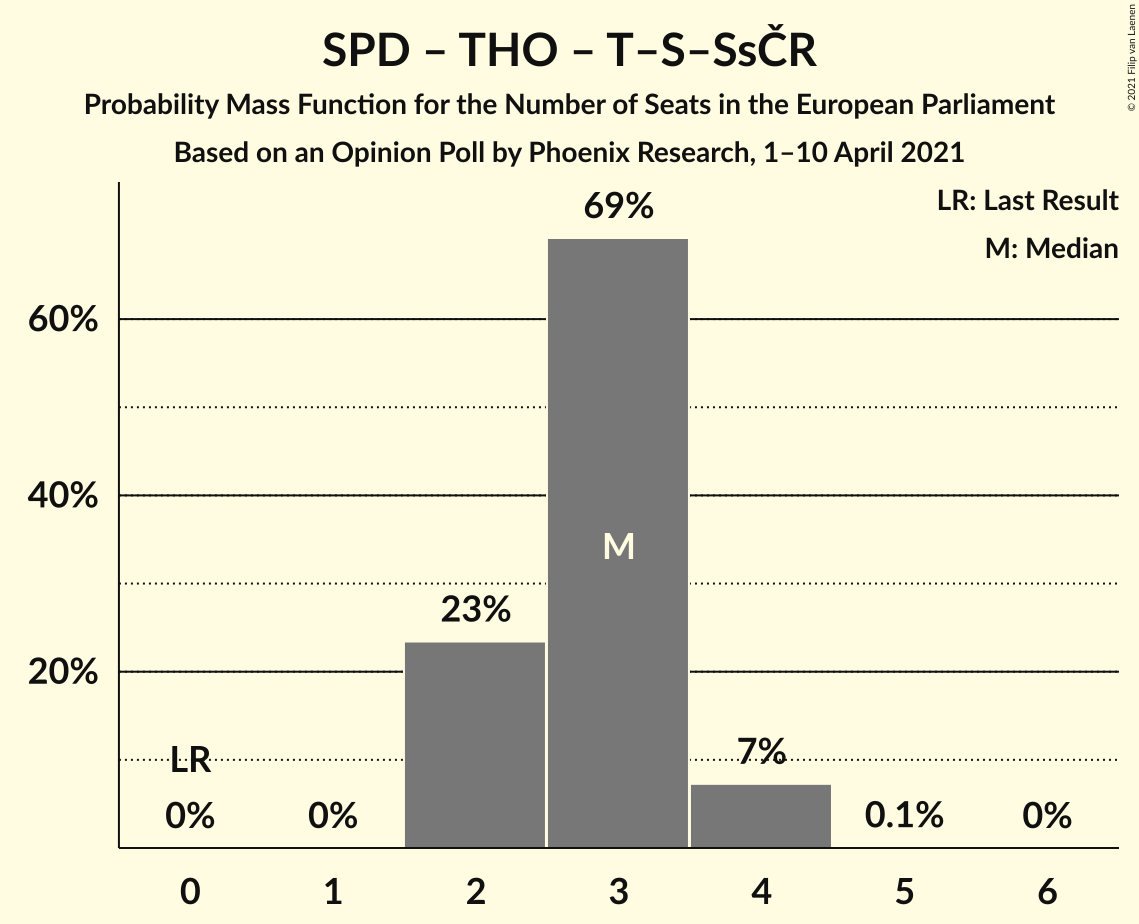 SPD – THO – T–S–SsČR
Probability Mass Function for the Number of Seats in the European Parliament
Based on an Opinion Poll by Phoenix Research, 1–10 April 2021
© 2021 Filip van Laenen
LR: Last Result
M: Median
69%
60%
40%
M
23%
20%
LR
7%
0%
0%
0.1%
0%
0
1
2
3
4
5
6